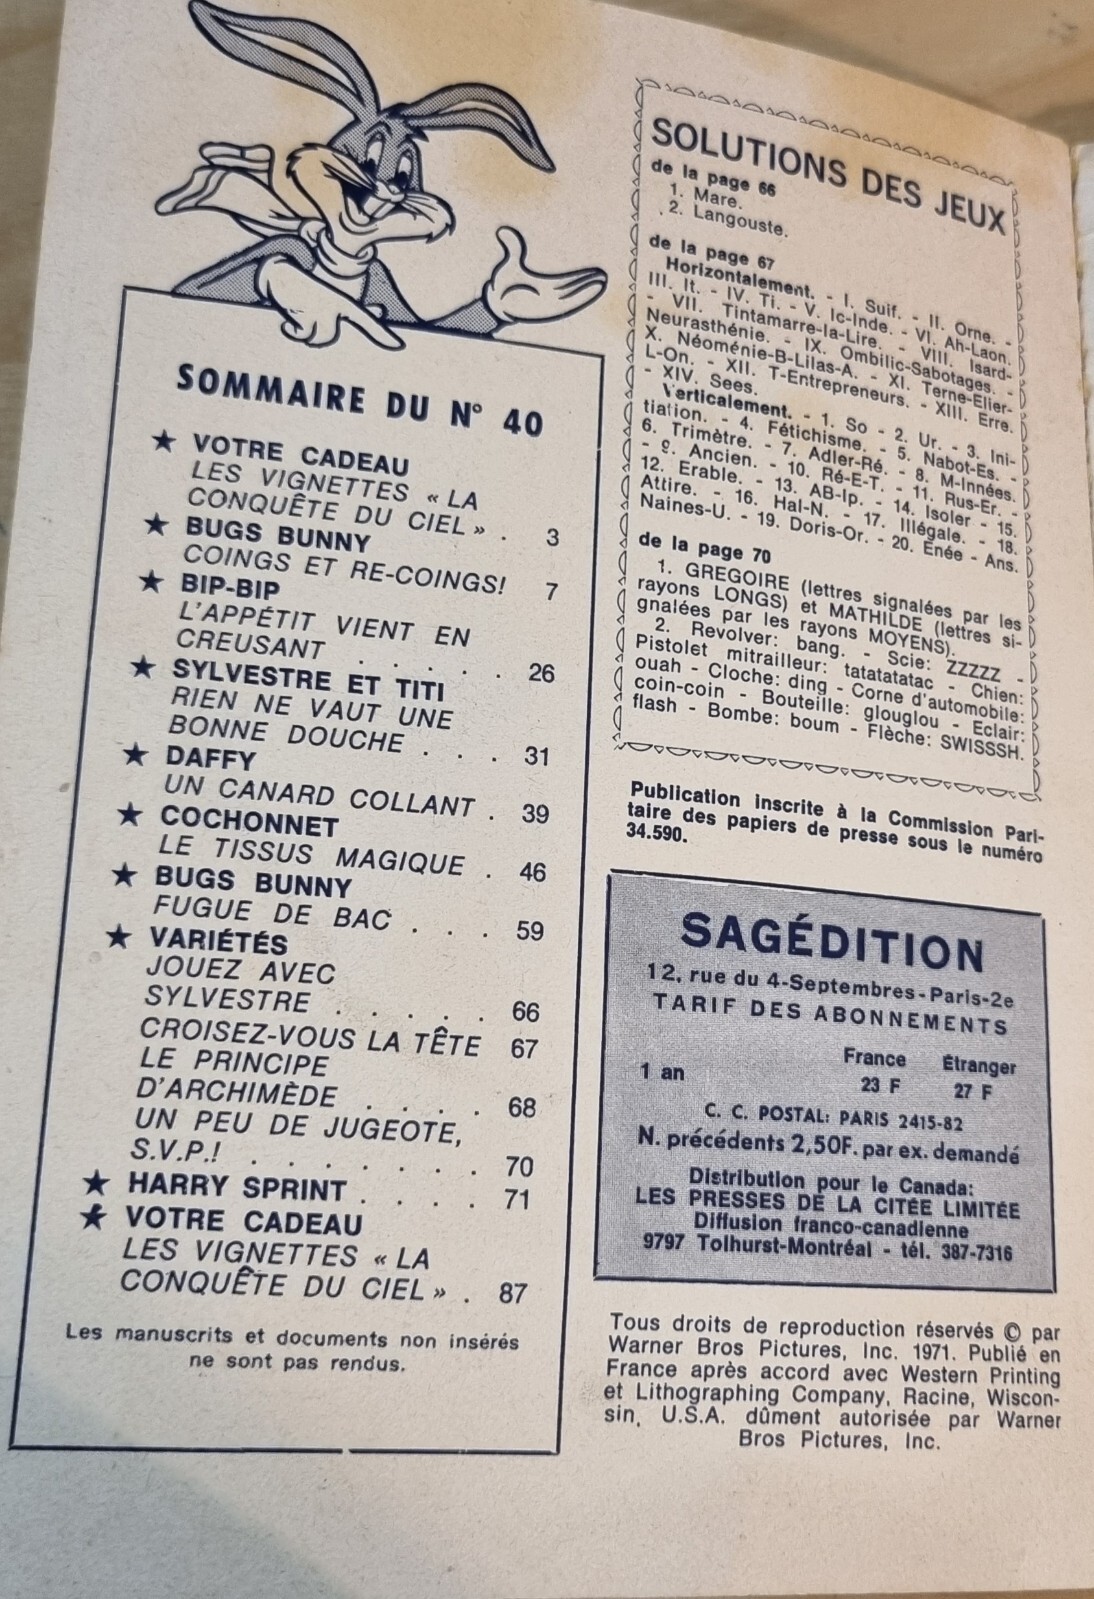 SOMMAIRE DU N° 40
★ VOTRE CADEAU
LES VIGNETTES « LA
CONQUÊTE DU CIEL » . 3
★ BUGS BUNNY
COINGS ET RE-COINGS! 7
★ BIP-BIP
L'APPÉTIT VIENT EN
CREUSANT . . . . . 26
★ SYLVESTRE ET TITI
RIEN NE VAUT UNE
BONNE DOUCHE . . . 31
★ DAFFY
UN CANARD COLLANT . 39
★ COCHONNET
LE TISSUS MAGIQUE . 46
★ BUGS BUNNY
FUGUE DE BAC . . . 59
★ VARIÉTÉS
JOUEZ AVEC
SYLVESTRE . . . . . 66
CROISEZ-VOUS LA TÊTE 67
LE PRINCIPE
D'ARCHIMÈDE . . . . 68
UN PEU DE JUGEOTE,
S.V.P.! . . . . . . . 70
★ HARRY SPRINT . . . . 71
★ VOTRE CADEAU
LES VIGNETTES « LA
CONQUÊTE DU CIEL » . 87
Les manuscrits et documents non insérés
ne sont pas rendus.
SOLUTIONS DES JEUX
de la page 66
1. Mare.
2. Langouste.
de la page 67
Horizontalement. - I. Suif. - II. Orne. -
III. It. - IV. Ti. - V. Ic-Inde. - VI. Ah-Laon.
- VII. Tintamarre-la-Lire. - VIII. Isard-
Neurasthénie. - IX. Ombilic-Sabotages. -
X. Néoménie-B-Lilas-A. - XI. Terne-Elier-
L-On. - XII. T-Entrepreneurs. - XIII. Erre.
- XIV. Sees.
Verticalement. - 1. So - 2. Ur. - 3. Ini-
tiation. - 4. Fétichisme. - 5. Nabot-Es. -
6. Trimètre. - 7. Adler-Ré. - 8. M-Innées.
- 9. Ancien. - 10. Ré-E-T. - 11. Rus-Er. -
12. Erable. - 13. AB-Ip. - 14. Isoler - 15.
Attire. - 16. Hal-N. - 17. Illégale. - 18.
Naines-U. - 19. Doris-Or. - 20. Enée - Ans.
de la page 70
1. GREGOIRE (lettres signalées par les
rayons LONGS) et MATHILDE (lettres si-
gnalées par les rayons MOYENS).
2. Revolver: bang. - Scie: ZZZZZ -
Pistolet mitrailleur: tatatatatac - Chien:
ouah - Cloche: ding - Corne d'automobile:
coin-coin - Bouteille: glouglou - Eclair:
flash - Bombe: boum - Flèche: SWISSSH.
Publication inscrite à la Commission Pari-
taire des papiers de presse sous le numéro
34.590.
SAGÉDITION
12, rue du 4-Septembres-Paris-2e
TARIF DES ABONNEMENTS
France Étranger
1 an 23 F 27 F
C. C. POSTAL: PARIS 2415-82
N. précédents 2,50F. par ex. demandé
Distribution pour le Canada:
LES PRESSES DE LA CITÉE LIMITÉE
Diffusion franco-canadienne
9797 Tolhurst-Montréal - tél. 387-7316
Tous droits de reproduction réservés © par
Warner Bros Pictures, Inc. 1971. Publié en
France après accord avec Western Printing
et Lithographing Company, Racine, Wiscon-
sin, U.S.A. dûment autorisée par Warner
Bros Pictures, Inc.